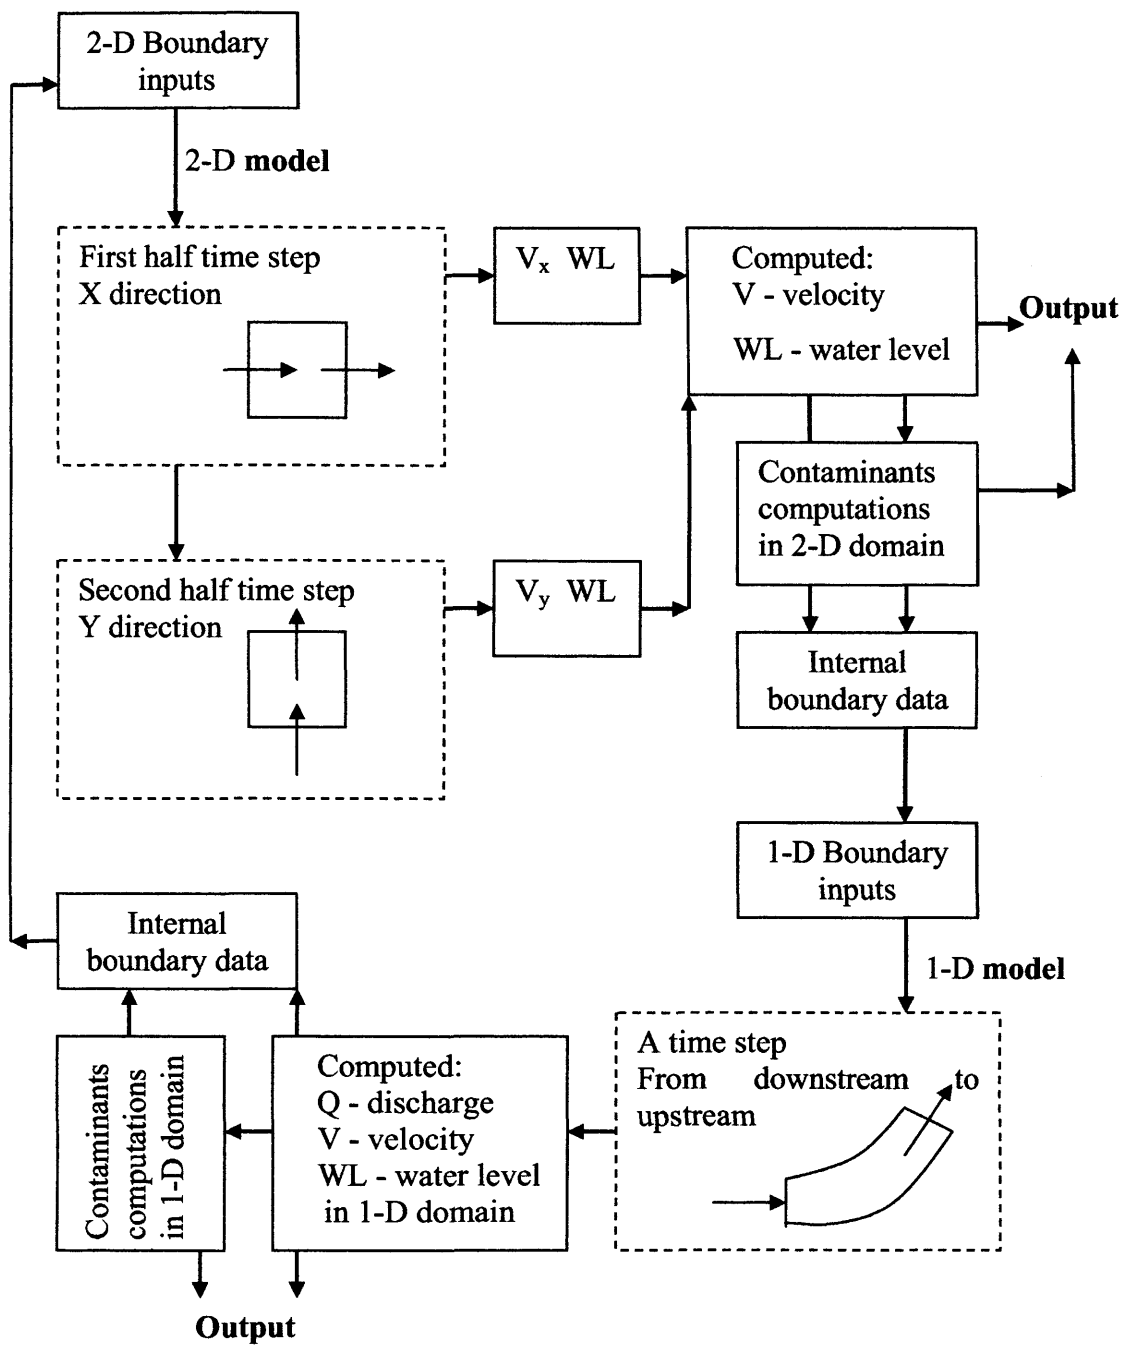 2-D Boundary
inputs
2-D model
First half time step
X direction
Vx WL
Computed:
V - velocity
WL - water level
Output
Contaminants
computations
in 2-D domain
Second half time step
Y direction
Vy WL
Internal
boundary data
1-D Boundary
inputs
1-D model
A time step
From downstream to
upstream
Computed:
Q - discharge
V - velocity
WL - water level
in 1-D domain
Contaminants
computations
in 1-D domain
Internal
boundary data
Output